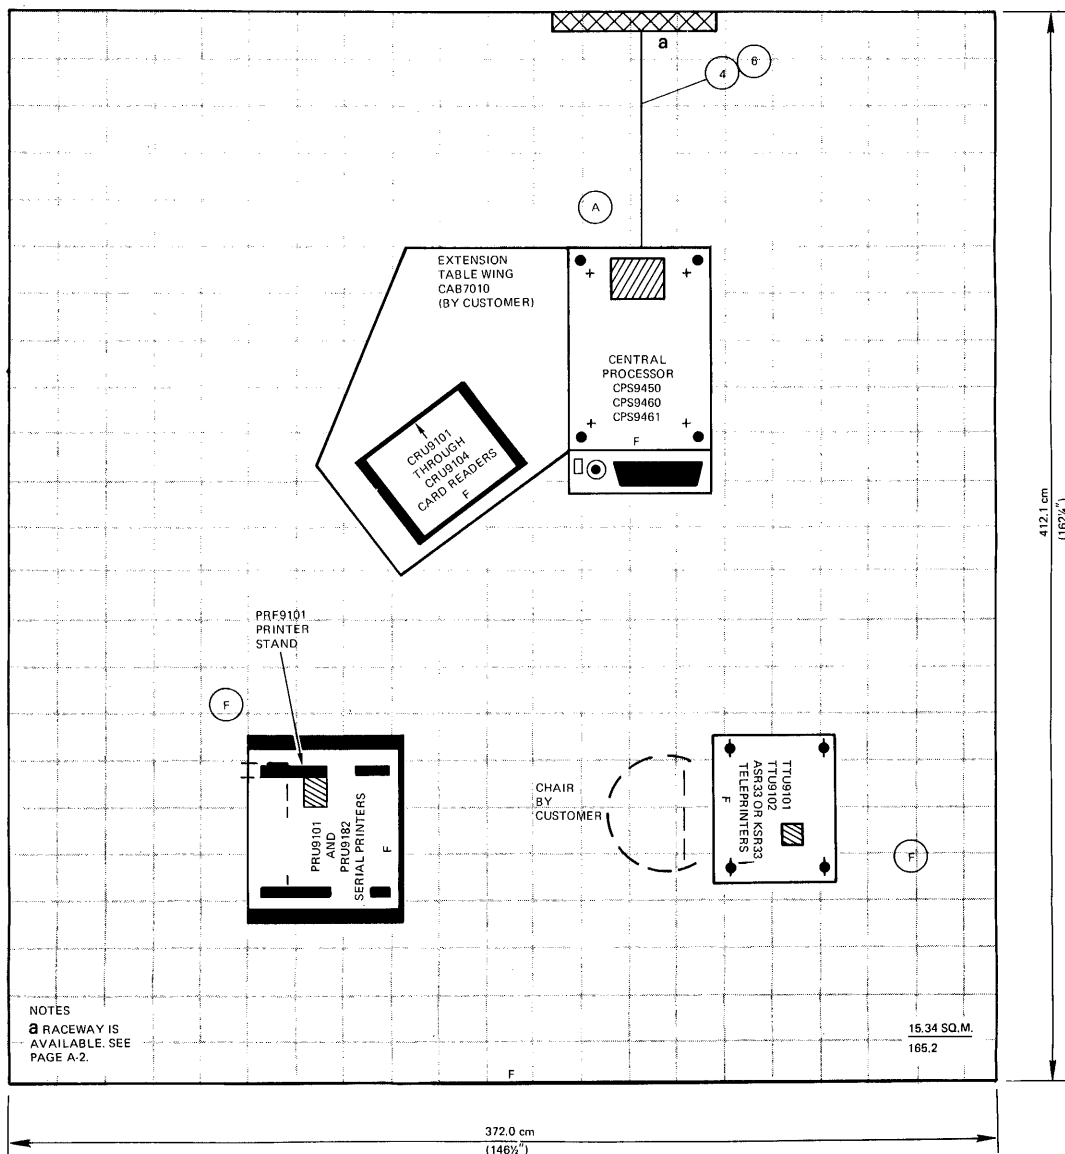 a
4
6
A
EXTENSION
TABLE WING
CAB7010
(BY CUSTOMER)
CENTRAL
PROCESSOR
CPS9450
CPS9460
CPS9461
F
CRU9101
THROUGH
CRU9104
CARD READERS
F
412.1 cm
(162¼")
PRF9101
PRINTER
STAND
F
PRU9101
AND
PRU9182
SERIAL PRINTERS
F
CHAIR
BY
CUSTOMER
TTU9101
TTU9102
ASR33 OR KSR33
TELEPRINTERS
F
F
NOTES
a RACEWAY IS
AVAILABLE. SEE
PAGE A-2.
15.34 SQ.M.
165.2
F
372.0 cm
(146½")